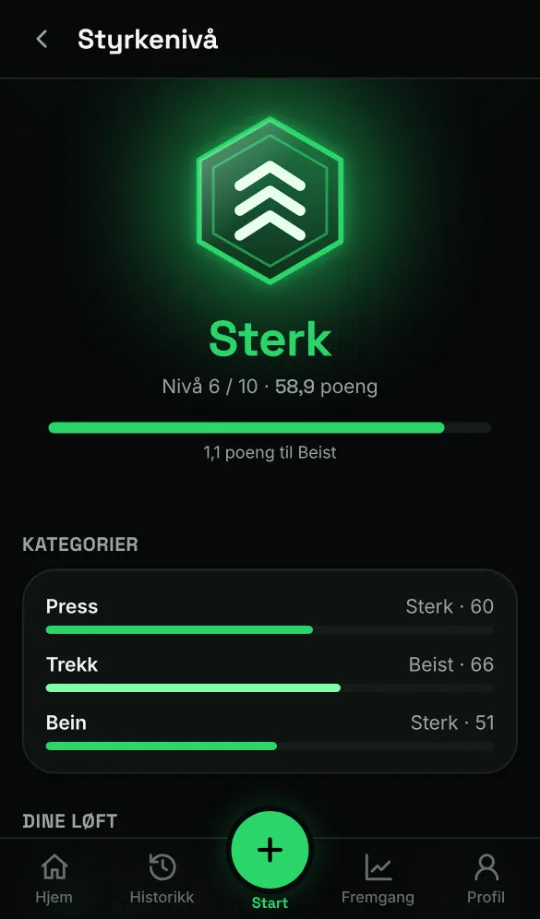 Styrkenivå
Sterk
Nivå 6 / 10 · 58,9 poeng
1,1 poeng til Beist
KATEGORIER
Press Sterk · 60
Trekk Beist · 66
Bein Sterk · 51
DINE LØFT
Hjem Historikk Start Fremgang Profil